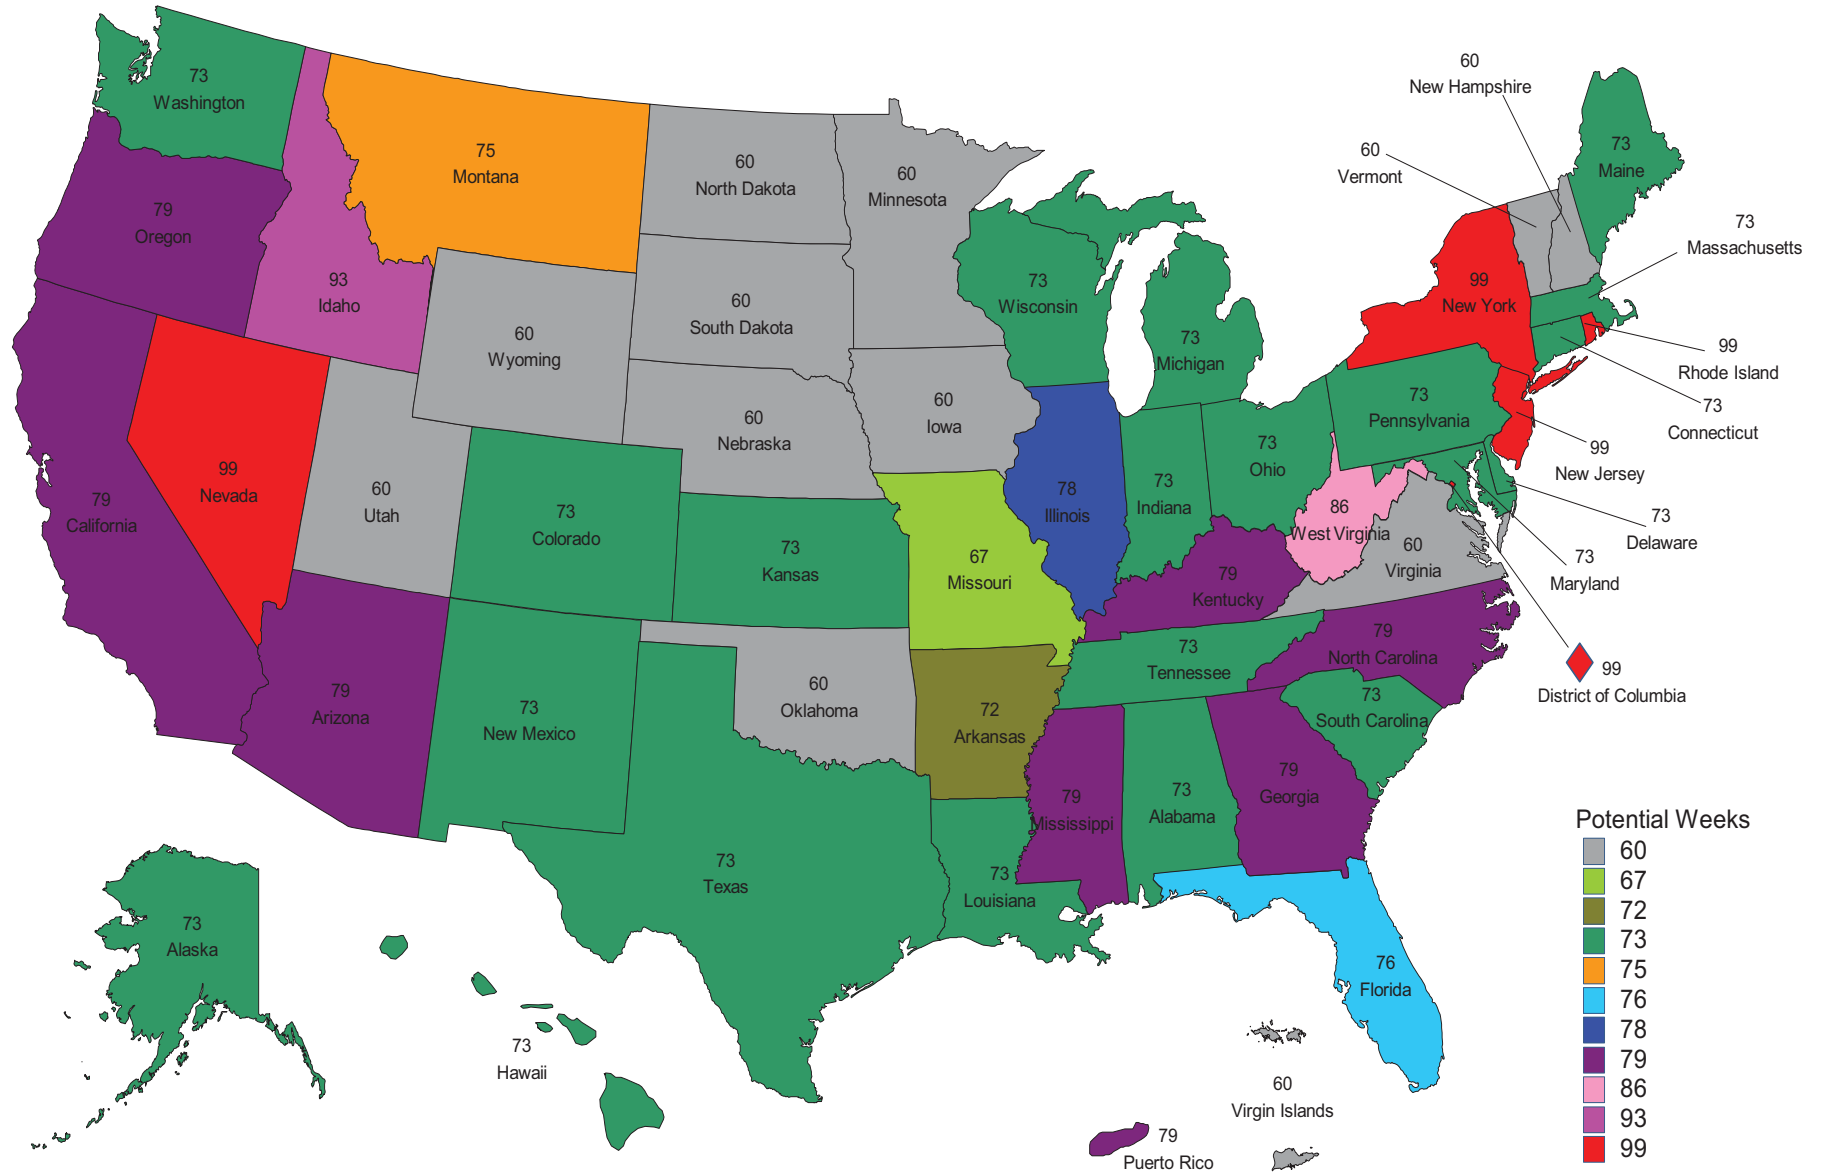 73
Washington
75
Montana
60
North Dakota
60
Minnesota
60
New Hampshire
60
Vermont
73
Maine
79
Oregon
93
Idaho
60
Wyoming
60
South Dakota
73
Wisconsin
73
Michigan
99
New York
73
Massachusetts
99
Rhode Island
73
Connecticut
99
New Jersey
79
California
99
Nevada
60
Utah
73
Colorado
60
Nebraska
60
Iowa
78
Illinois
73
Indiana
73
Ohio
73
Pennsylvania
86
West Virginia
60
Virginia
73
Delaware
73
Maryland
99
District of Columbia
73
Kansas
67
Missouri
79
Kentucky
79
Arizona
73
New Mexico
60
Oklahoma
72
Arkansas
73
Tennessee
79
North Carolina
73
South Carolina
73
Texas
73
Louisiana
79
Mississippi
73
Alabama
79
Georgia
76
Florida
73
Alaska
73
Hawaii
60
Virgin Islands
79
Puerto Rico
Potential Weeks
60
67
72
73
75
76
78
79
86
93
99